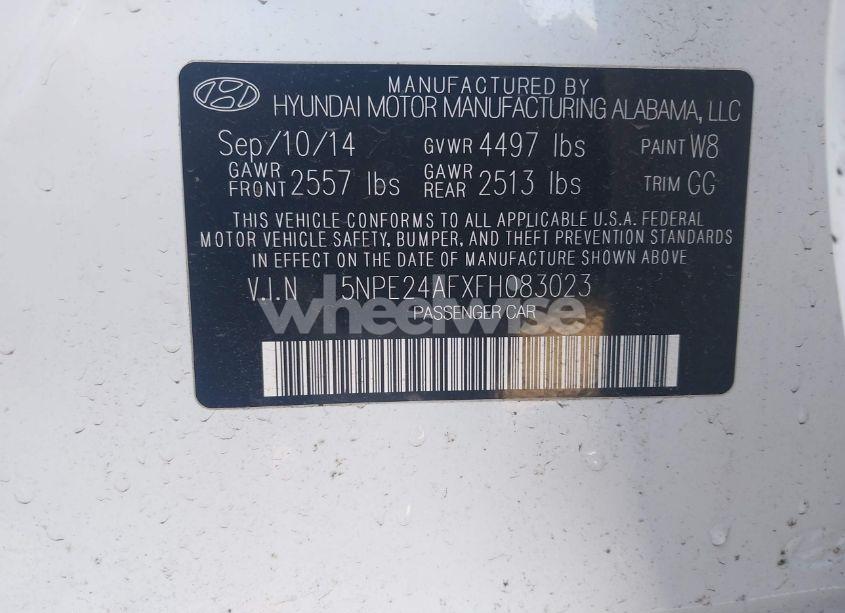 MANUFACTURED BY
HYUNDAI MOTOR MANUFACTURING ALABAMA, LLC
Sep/10/14 GVWR 4497 lbs PAINT W8
GAWR FRONT 2557 lbs GAWR REAR 2513 lbs TRIM GG
THIS VEHICLE CONFORMS TO ALL APPLICABLE U.S.A. FEDERAL
MOTOR VEHICLE SAFETY, BUMPER, AND THEFT PREVENTION STANDARDS
IN EFFECT ON THE DATE OF MANUFACTURE SHOWN ABOVE
V.I.N 5NPE24AFXFH083023
wheelwise
PASSENGER CAR